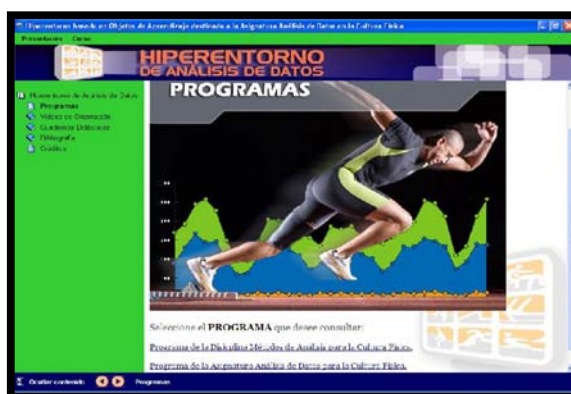 Hiperentorno basado en Objetos de Aprendizaje destinado a la Asignatura Análisis de Datos en la Cultura Física
Presentación Curso
HIPERENTORNO
DE ANÁLISIS DE DATOS
Hiperentorno de Análisis de Datos
Programas
Videos de Orientación
Cuadernos Didácticos
Bibliografía
Créditos
PROGRAMAS
Seleccione el PROGRAMA que desee consultar:
Programa de la Disciplina Métodos de Análisis para la Cultura Física.
Programa de la Asignatura Análisis de Datos para la Cultura Física.
Ocultar contenido Programas